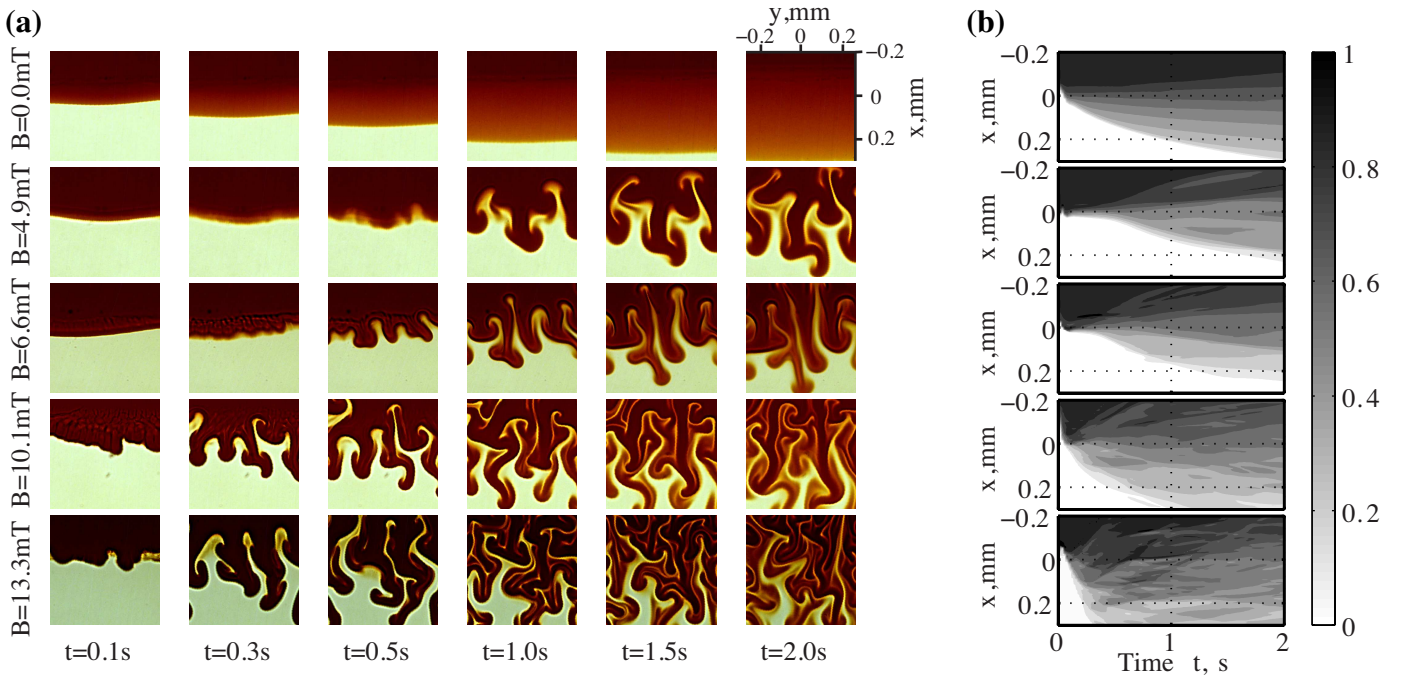 (a)
y,mm
−0.2 0 0.2
−0.2
0
0.2
x,mm
B=0.0mT
B=4.9mT
B=6.6mT
B=10.1mT
B=13.3mT
t=0.1s t=0.3s t=0.5s t=1.0s t=1.5s t=2.0s
(b)
−0.2
0
0.2
x,mm
−0.2
0
0.2
x,mm
−0.2
0
0.2
x,mm
−0.2
0
0.2
x,mm
−0.2
0
0.2
x,mm
0 1 2
Time t, s
1
0.8
0.6
0.4
0.2
0